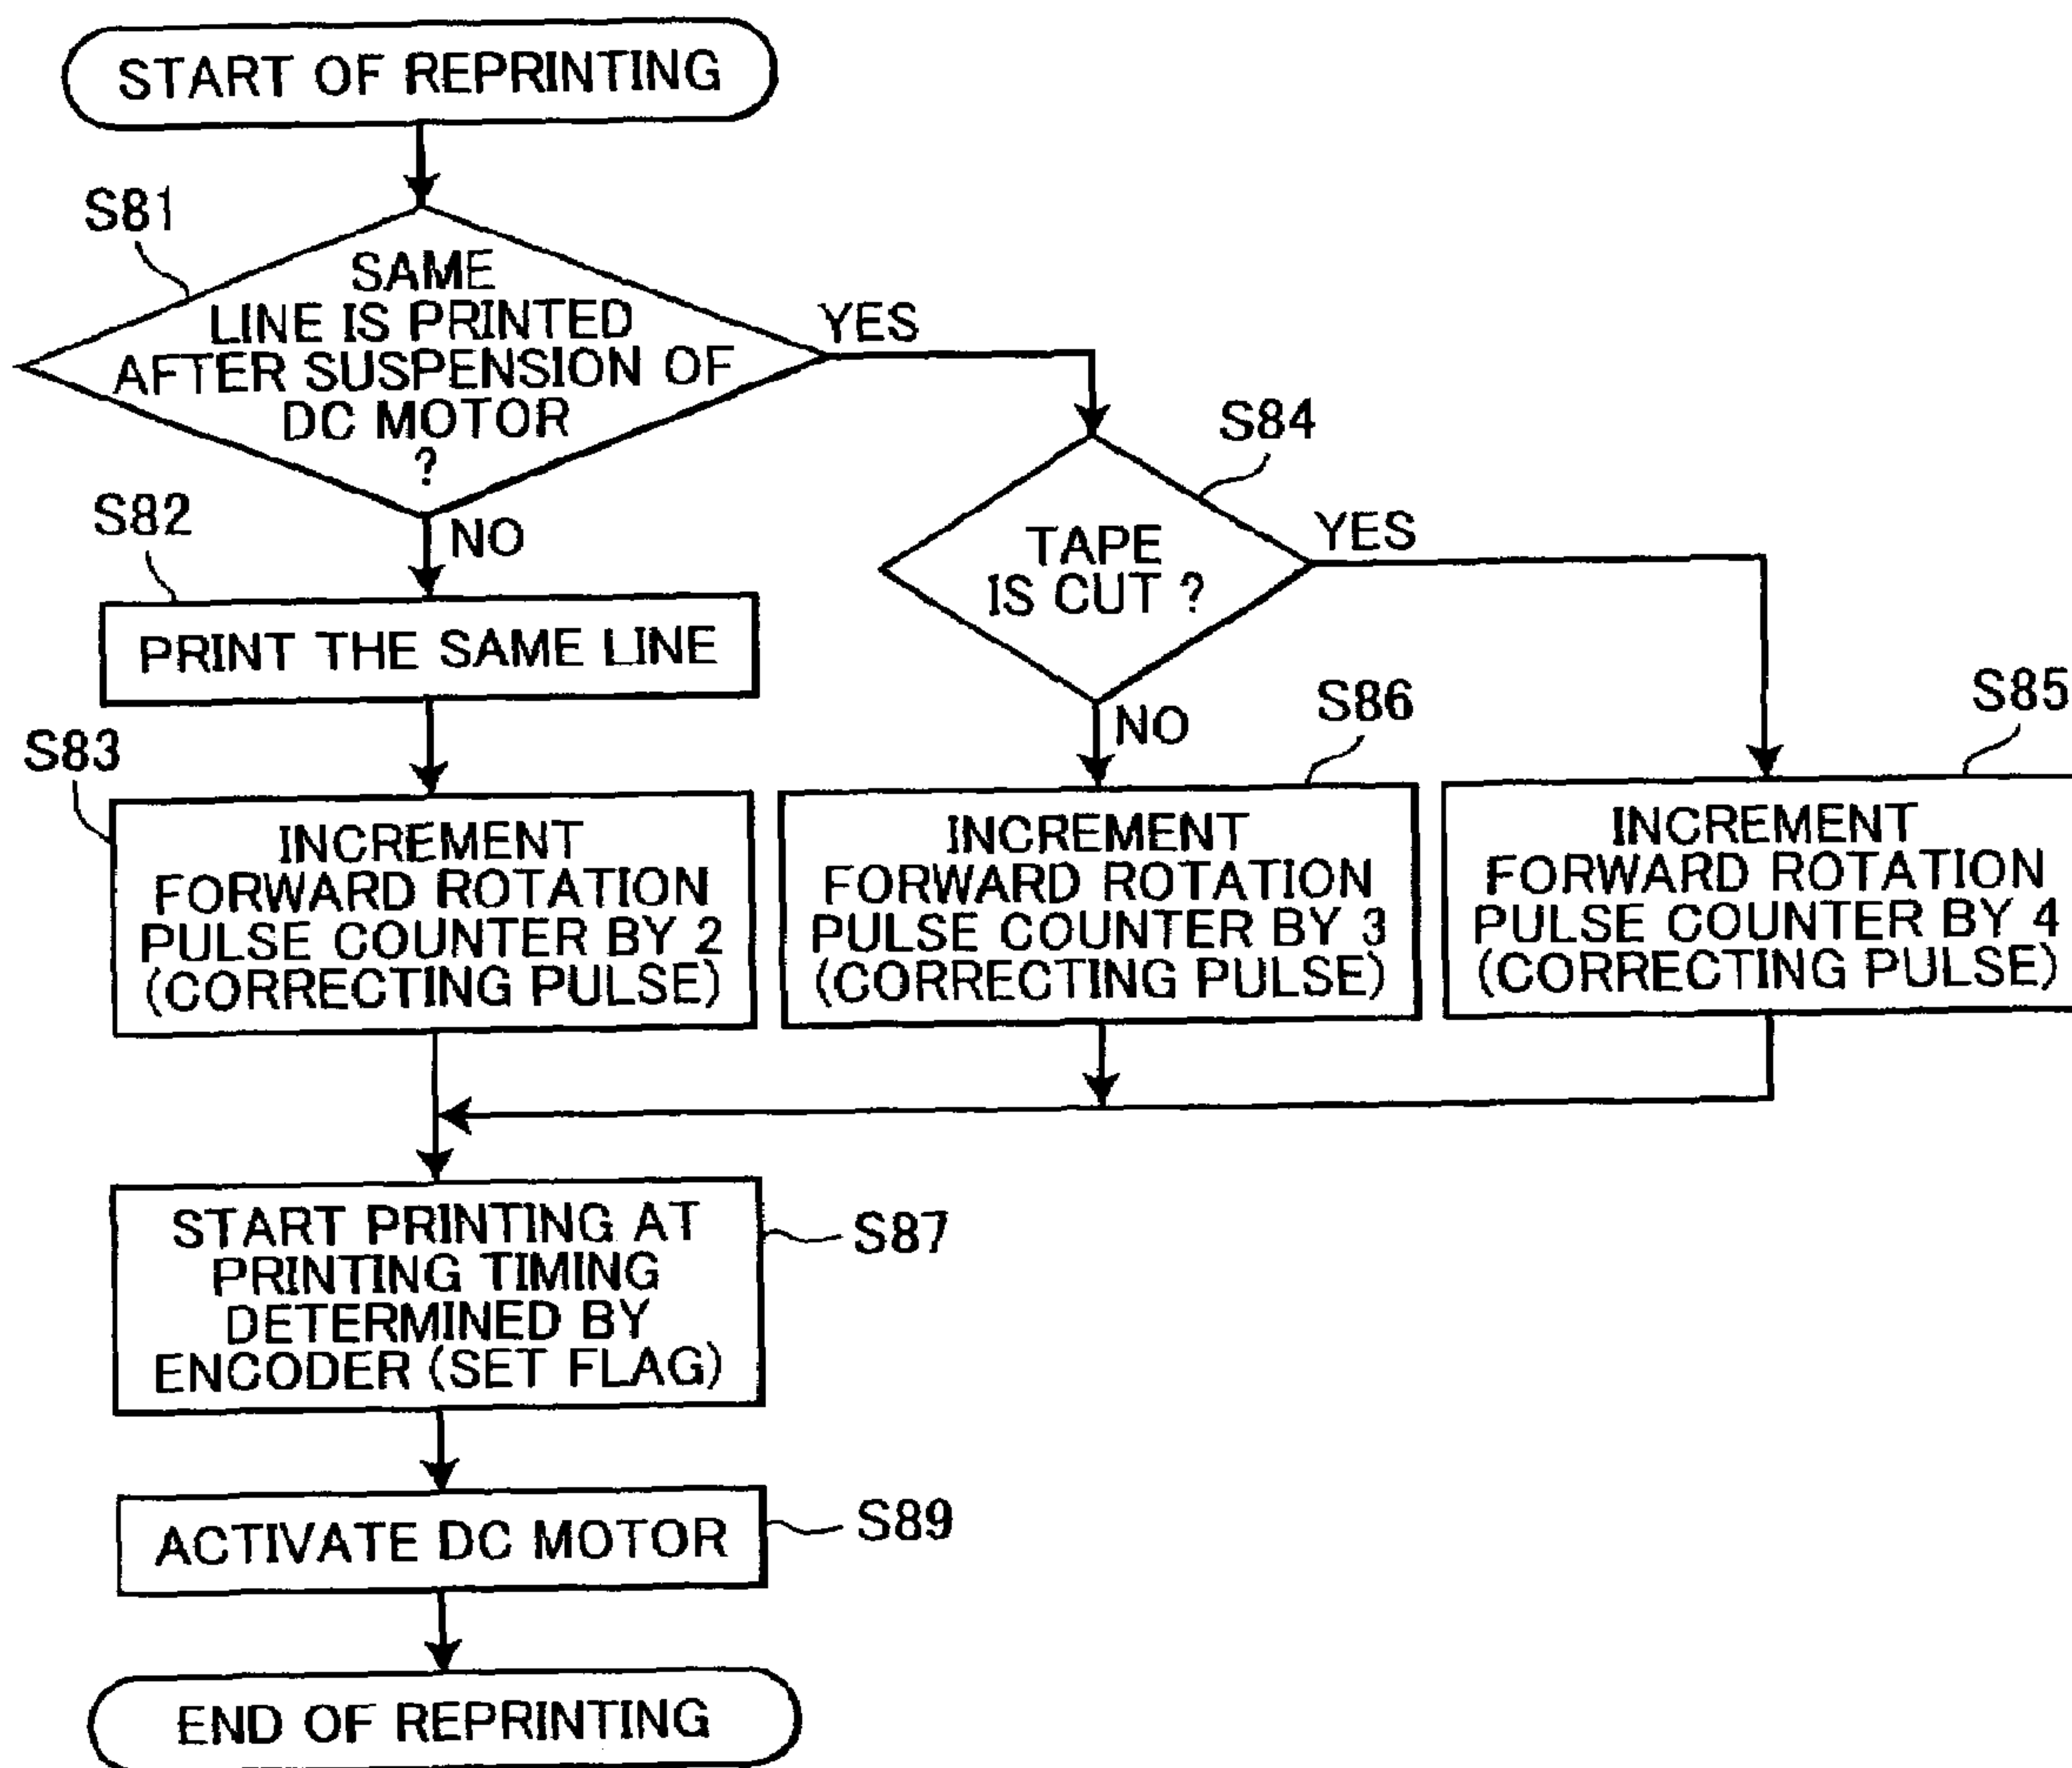 START OF REPRINTING
S81
SAME
LINE IS PRINTED
AFTER SUSPENSION OF
DC MOTOR
?
YES
NO
S82
PRINT THE SAME LINE
S83
INCREMENT
FORWARD ROTATION
PULSE COUNTER BY 2
(CORRECTING PULSE)
S84
TAPE
IS CUT ?
YES
NO
S86
INCREMENT
FORWARD ROTATION
PULSE COUNTER BY 3
(CORRECTING PULSE)
S85
INCREMENT
FORWARD ROTATION
PULSE COUNTER BY 4
(CORRECTING PULSE)
START PRINTING AT
PRINTING TIMING
DETERMINED BY
ENCODER (SET FLAG)
S87
ACTIVATE DC MOTOR
S89
END OF REPRINTING